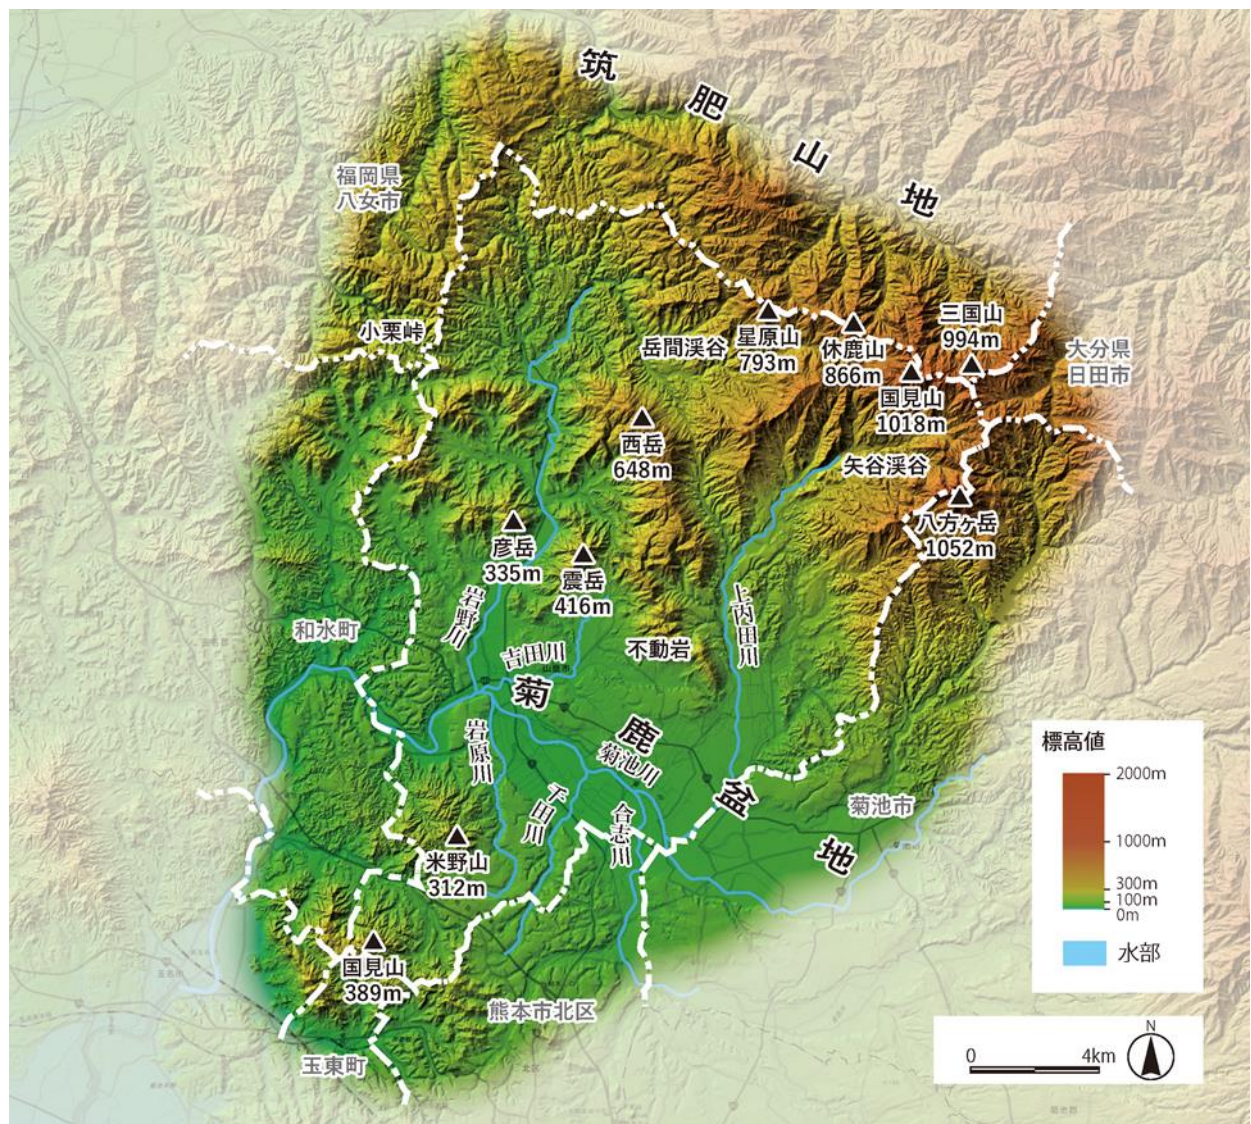 筑肥山地
福岡県
八女市
小栗峠
岳間渓谷
星原山
793m
休鹿山
866m
三国山
994m
国見山
1018m
大分県
日田市
西岳
648m
矢谷渓谷
八方ヶ岳
1052m
彦岳
335m
震岳
416m
岩野川
上内田川
和水町
吉田川
不動岩
菊鹿盆地
岩原川
菊池川
千田川
合志川
菊池市
米野山
312m
国見山
389m
熊本市北区
玉東町
標高値
2000m
1000m
300m
100m
0m
水部
0
4km
N
北区